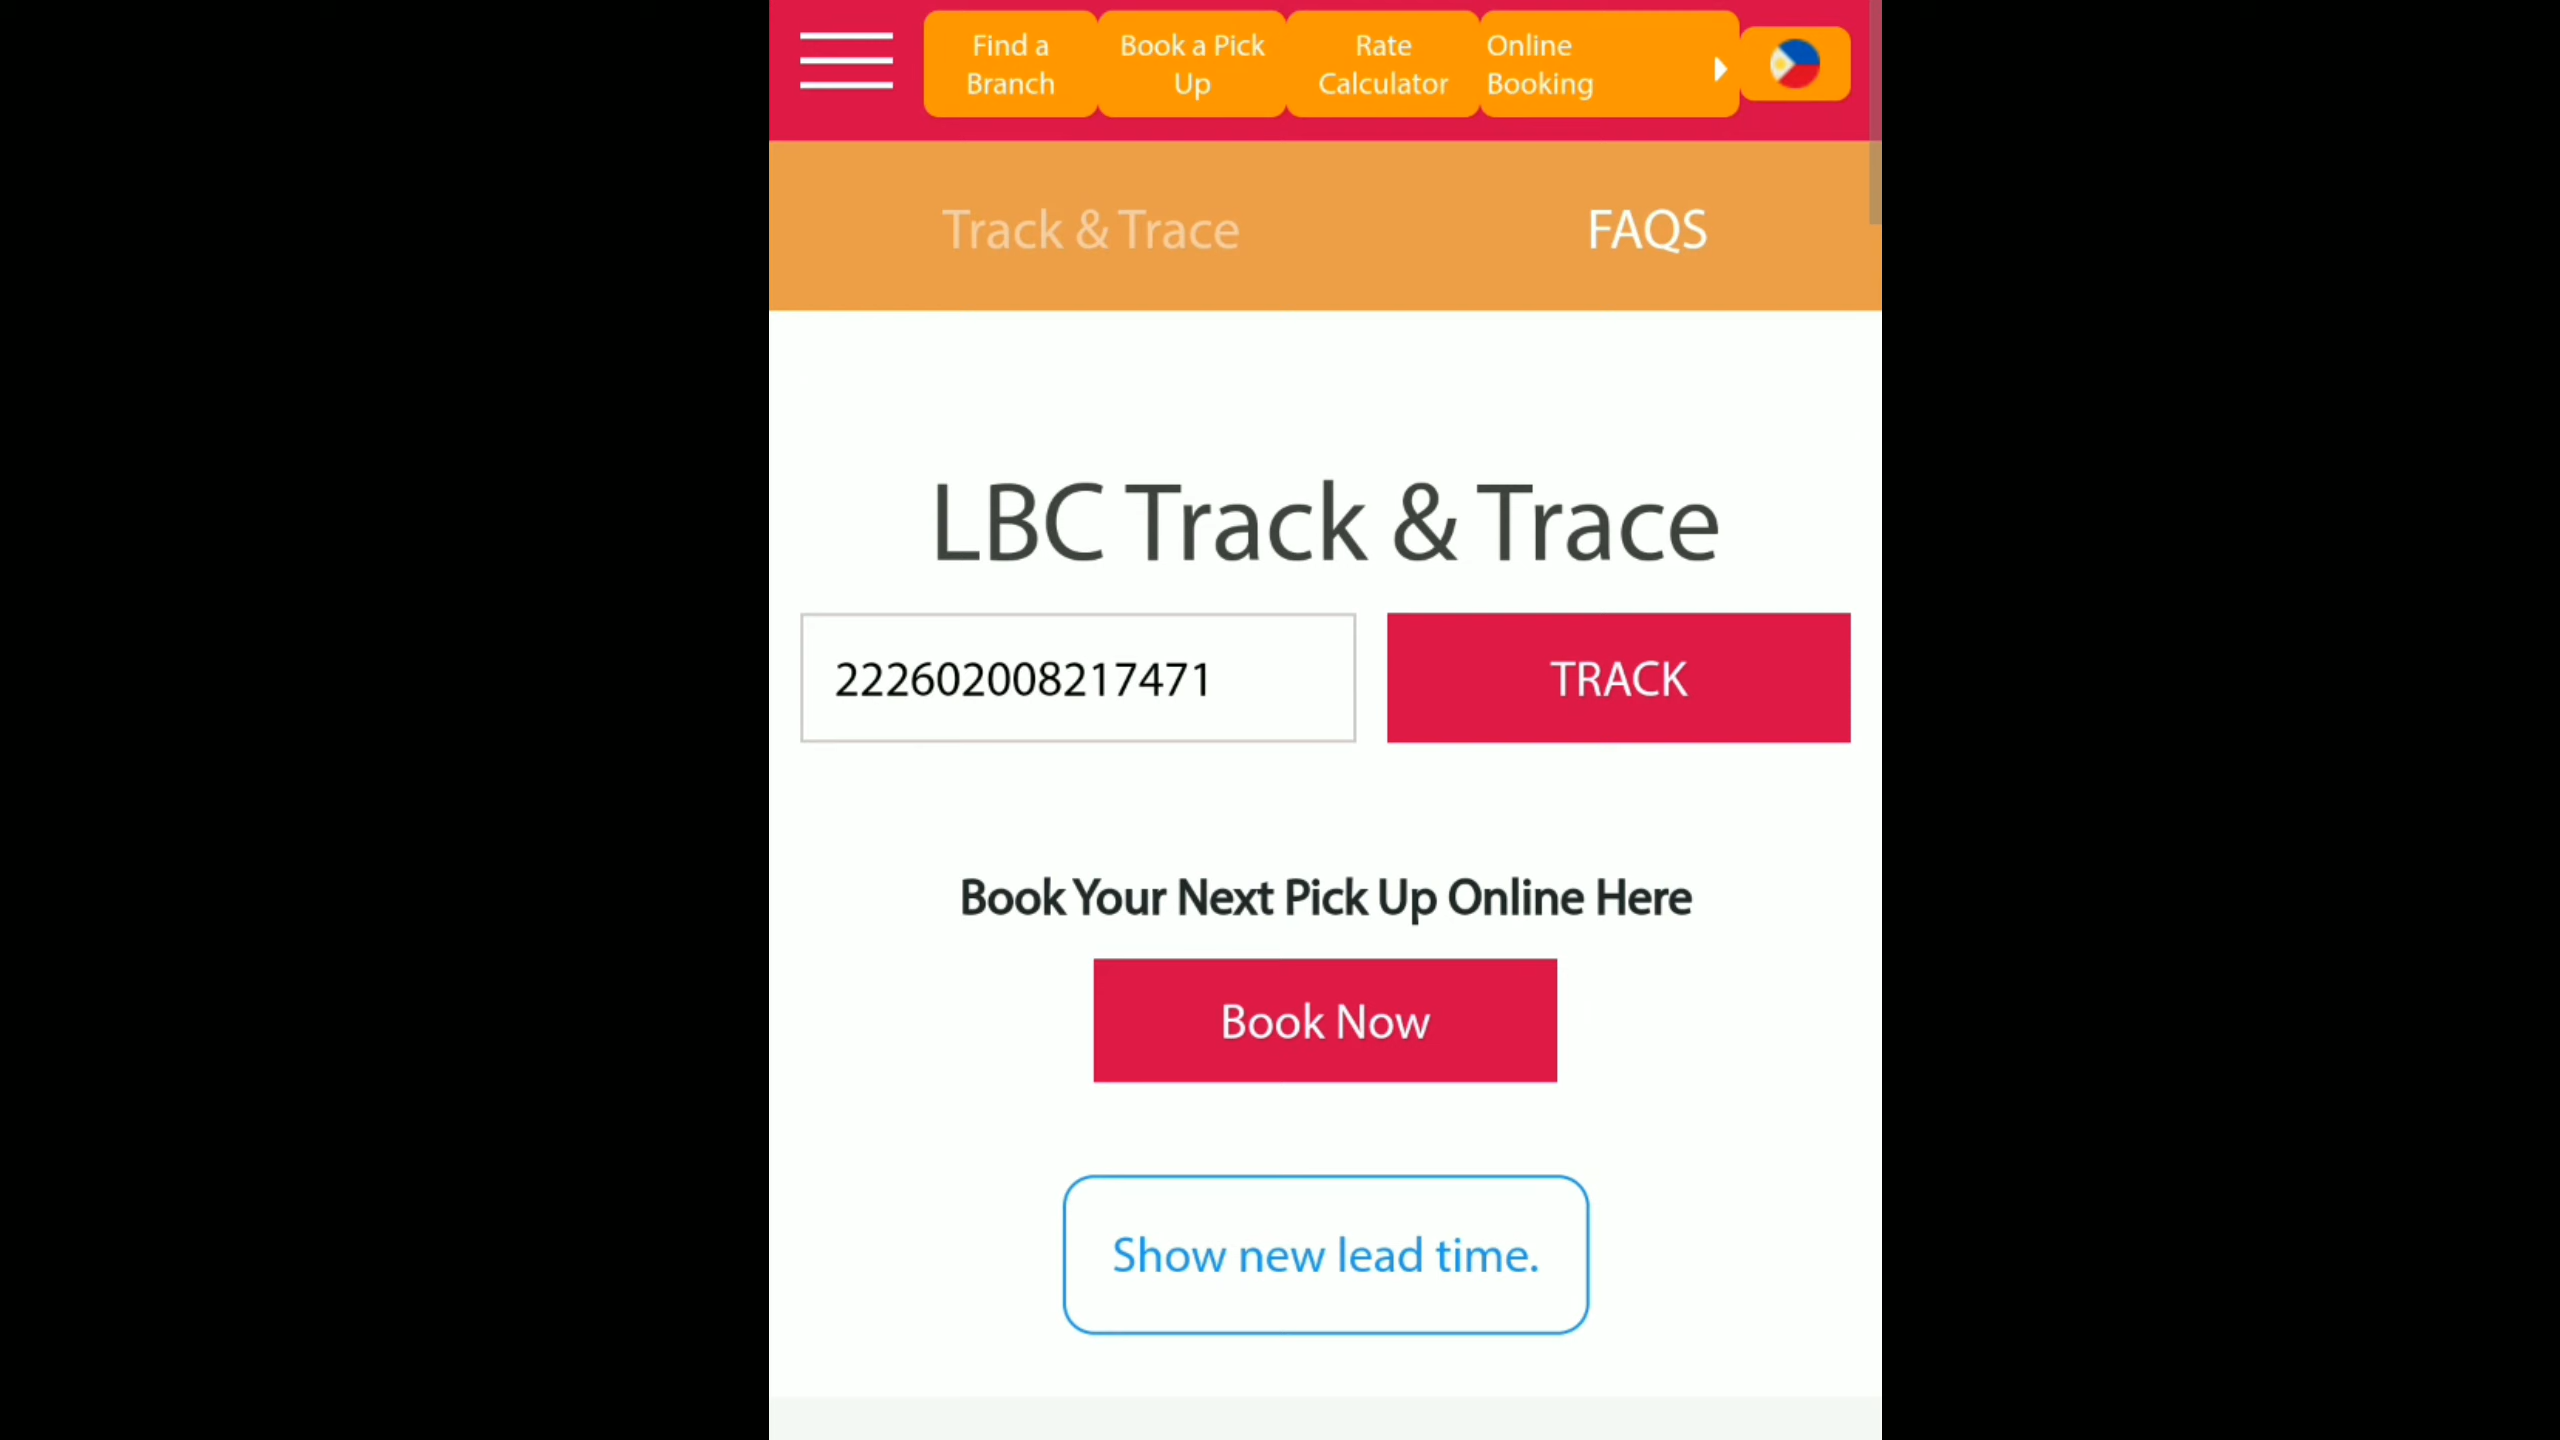 Find a
Branch
Book a Pick
Up
Rate
Calculator
Online
Booking
Track & Trace
FAQS
LBC Track & Trace
222602008217471
TRACK
Book Your Next Pick Up Online Here
Book Now
Show new lead time.